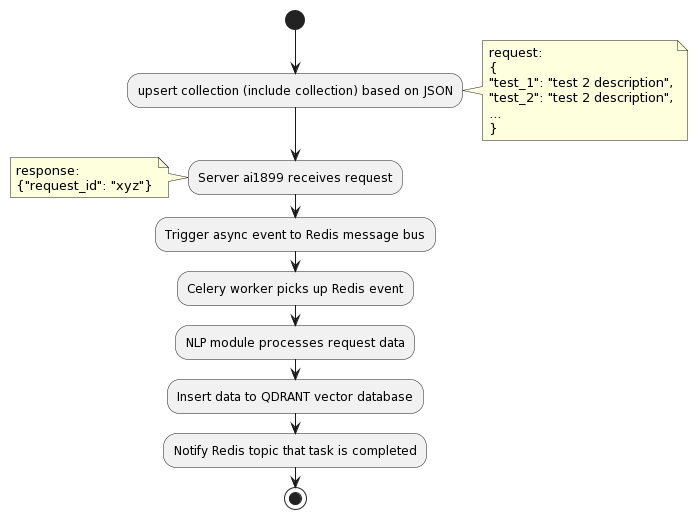 request:
{
"test_1": "test 2 description",
"test_2": "test 2 description",
...
}
upsert collection (include collection) based on JSON
response:
{"request_id": "xyz"}
Server ai1899 receives request
Trigger async event to Redis message bus
Celery worker picks up Redis event
NLP module processes request data
Insert data to QDRANT vector database
Notify Redis topic that task is completed